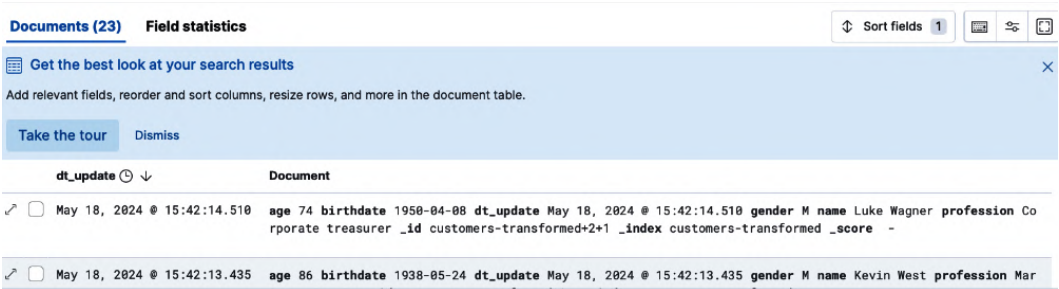 Documents (23) Field statistics Sort fields 1
Get the best look at your search results
Add relevant fields, reorder and sort columns, resize rows, and more in the document table.
Take the tour Dismiss
dt_update Document
May 18, 2024 @ 15:42:14.510 age 74 birthdate 1950-04-08 dt_update May 18, 2024 @ 15:42:14.510 gender M name Luke Wagner profession Co
rporate treasurer _id customers-transformed+2+1 _index customers-transformed _score -
May 18, 2024 @ 15:42:13.435 age 86 birthdate 1938-05-24 dt_update May 18, 2024 @ 15:42:13.435 gender M name Kevin West profession Mar